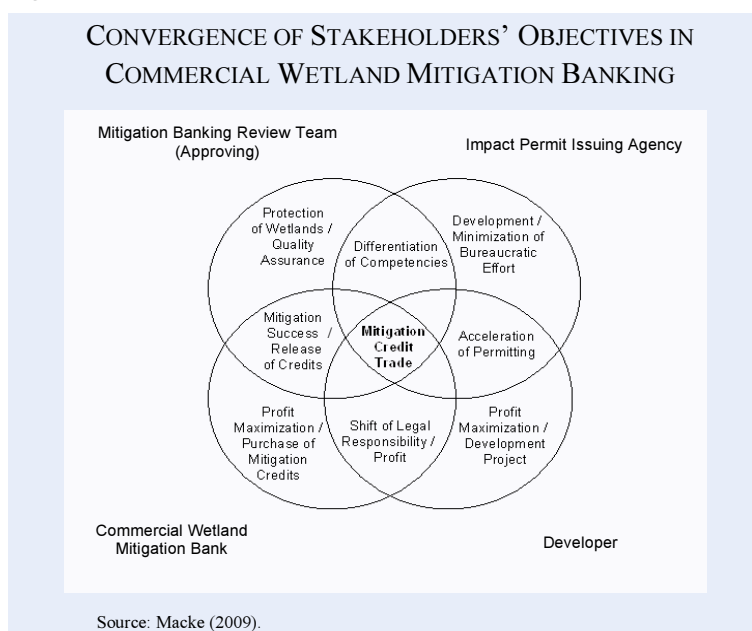 CONVERGENCE OF STAKEHOLDERS' OBJECTIVES IN
COMMERCIAL WETLAND MITIGATION BANKING
Mitigation Banking Review Team
(Approving)
Impact Permit Issuing Agency
Protection
of Wetlands /
Quality
Assurance
Differentiation
of Competencies
Development /
Minimization of
Bureaucratic
Effort
Mitigation
Success /
Release
of Credits
Mitigation
Credit
Trade
Acceleration
of Permitting
Profit
Maximization /
Purchase of
Mitigation
Credits
Shift of Legal
Responsibility /
Profit
Profit
Maximization /
Development
Project
Commercial Wetland
Mitigation Bank
Developer
Source: Macke (2009).